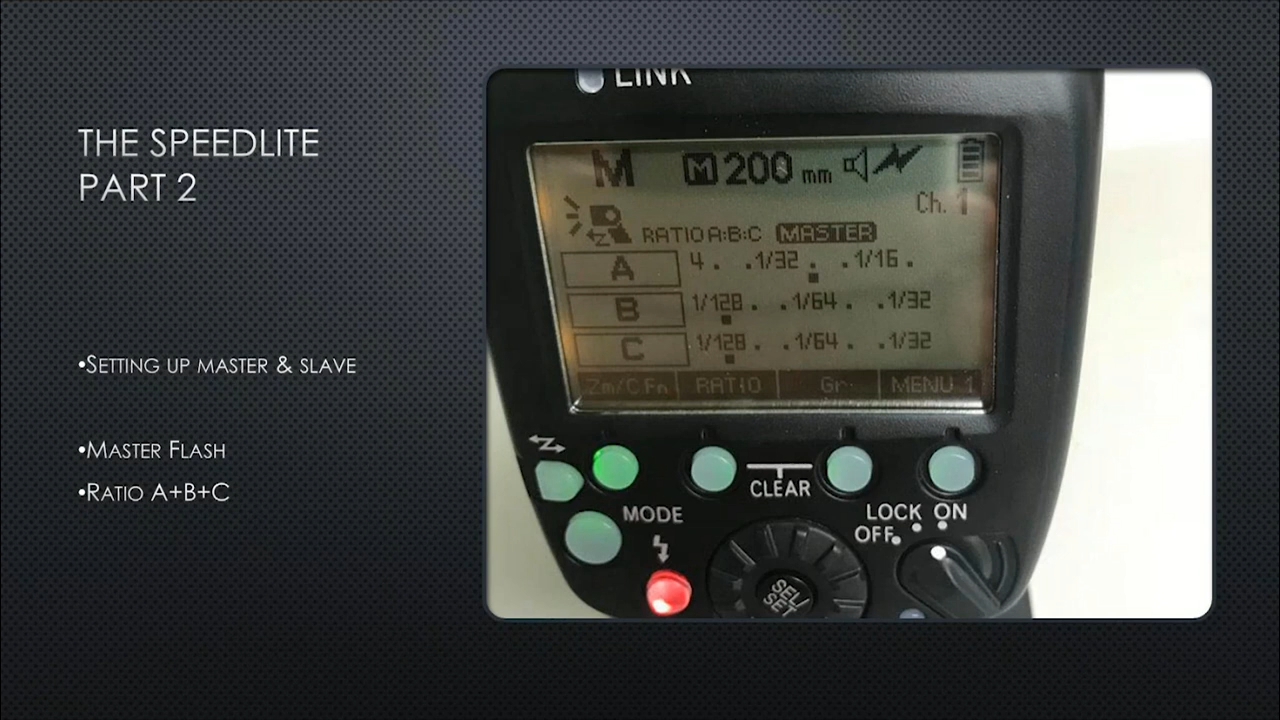 THE SPEEDLITE
PART 2
•SETTING UP MASTER & SLAVE
•MASTER FLASH
•RATIO A+B+C
LINK
M M 200 mm
Ch. 1
RATIO A:B:C MASTER
A 4 . .1/32 . .1/16 .
B 1/128 . .1/64 . .1/32
C 1/128 . .1/64 . .1/32
Zm/C.Fn RATIO Gr MENU 1
CLEAR
MODE
LOCK ON
OFF
SEL/
SET